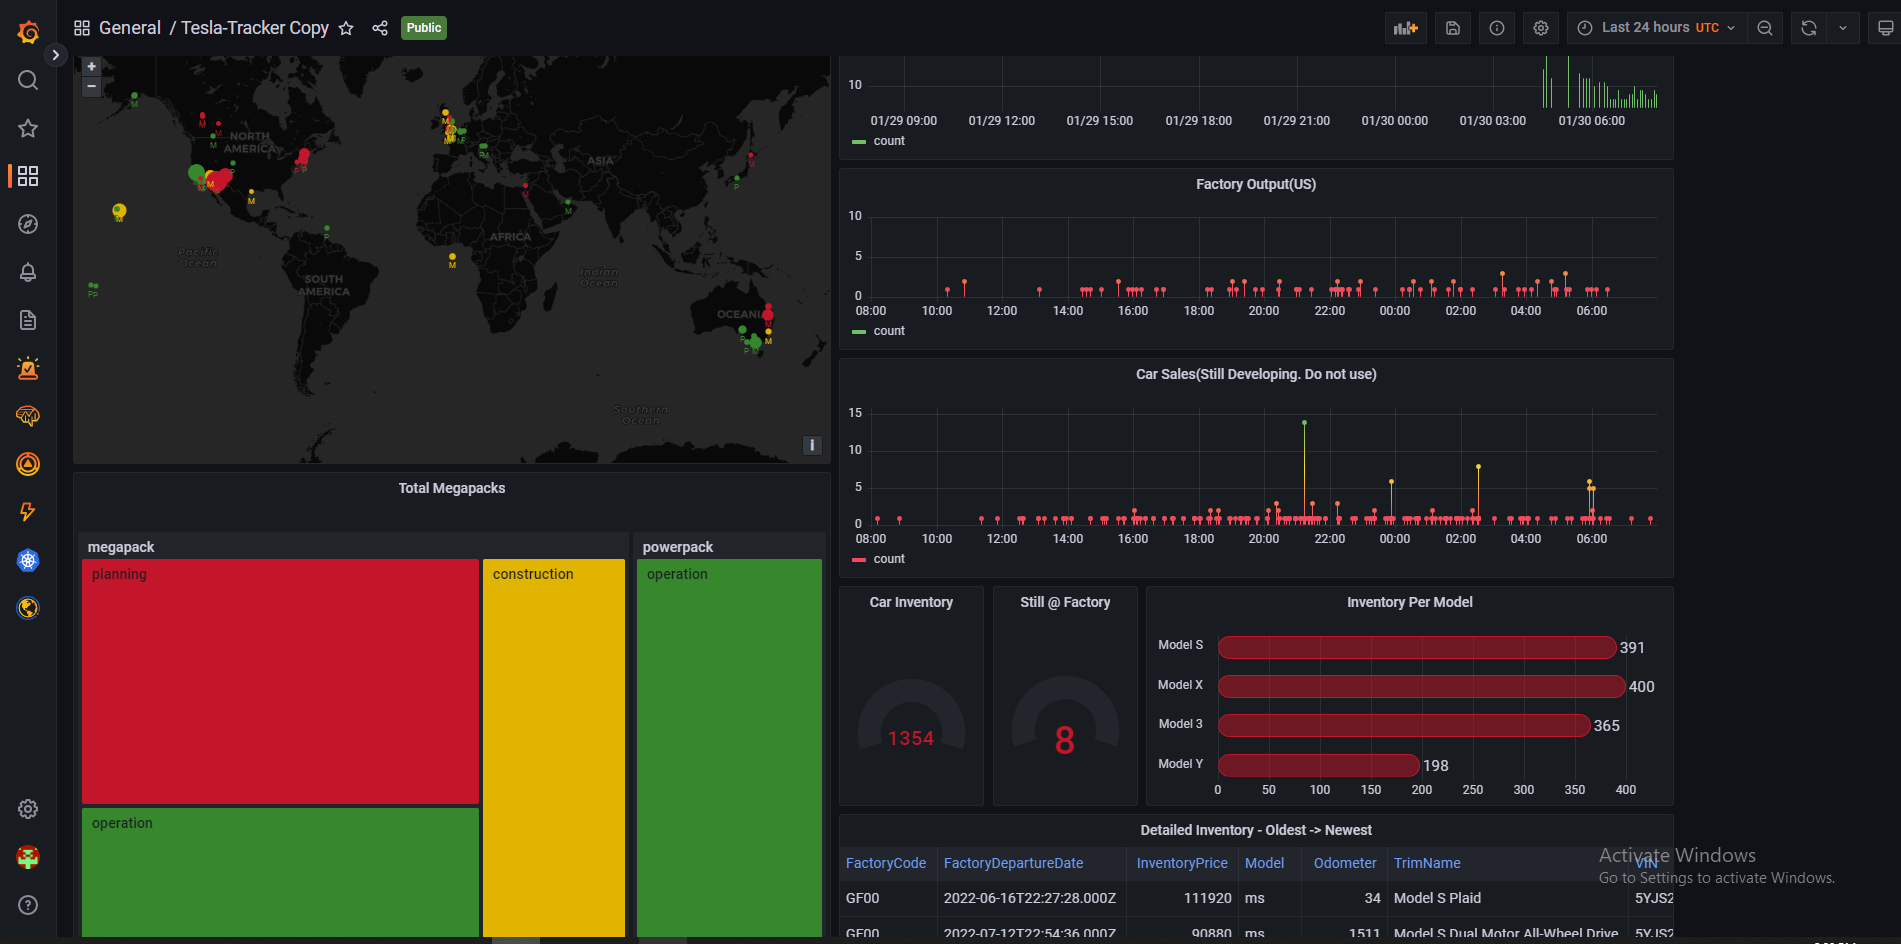 General / Tesla-Tracker Copy
Public
Last 24 hours UTC
+
−
NORTH
AMERICA
ASIA
AFRICA
SOUTH
AMERICA
Pacific
Ocean
Indian
Ocean
OCEANIA
Southern
Ocean
i
10
01/29 09:00 01/29 12:00 01/29 15:00 01/29 18:00 01/29 21:00 01/30 00:00 01/30 03:00 01/30 06:00
count
Factory Output(US)
10
5
0
08:00 10:00 12:00 14:00 16:00 18:00 20:00 22:00 00:00 02:00 04:00 06:00
count
Car Sales(Still Developing. Do not use)
15
10
5
0
08:00 10:00 12:00 14:00 16:00 18:00 20:00 22:00 00:00 02:00 04:00 06:00
count
Total Megapacks
megapack
planning
construction
operation
powerpack
operation
Car Inventory
1354
Still @ Factory
8
Inventory Per Model
Model S 391
Model X 400
Model 3 365
Model Y 198
0 50 100 150 200 250 300 350 400
Detailed Inventory - Oldest -> Newest
FactoryCode FactoryDepartureDate InventoryPrice Model Odometer TrimName VIN
GF00 2022-06-16T22:27:28.000Z 111920 ms 34 Model S Plaid 5YJS2
GF00 2022-07-12T22:54:36.000Z 90880 ms 1511 Model S Dual Motor All-Wheel Drive 5YJS2
Activate Windows
Go to Settings to activate Windows.